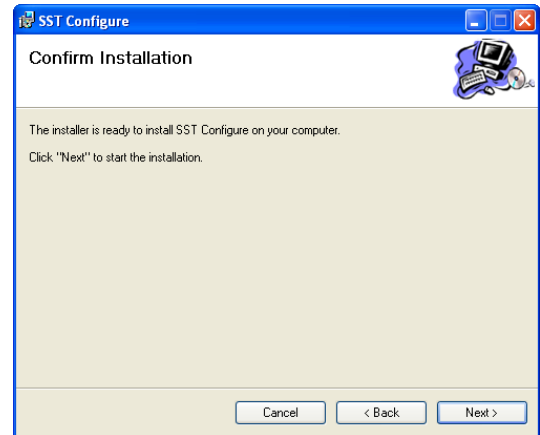 SST Configure
Confirm Installation
The installer is ready to install SST Configure on your computer.
Click "Next" to start the installation.
Cancel
< Back
Next >